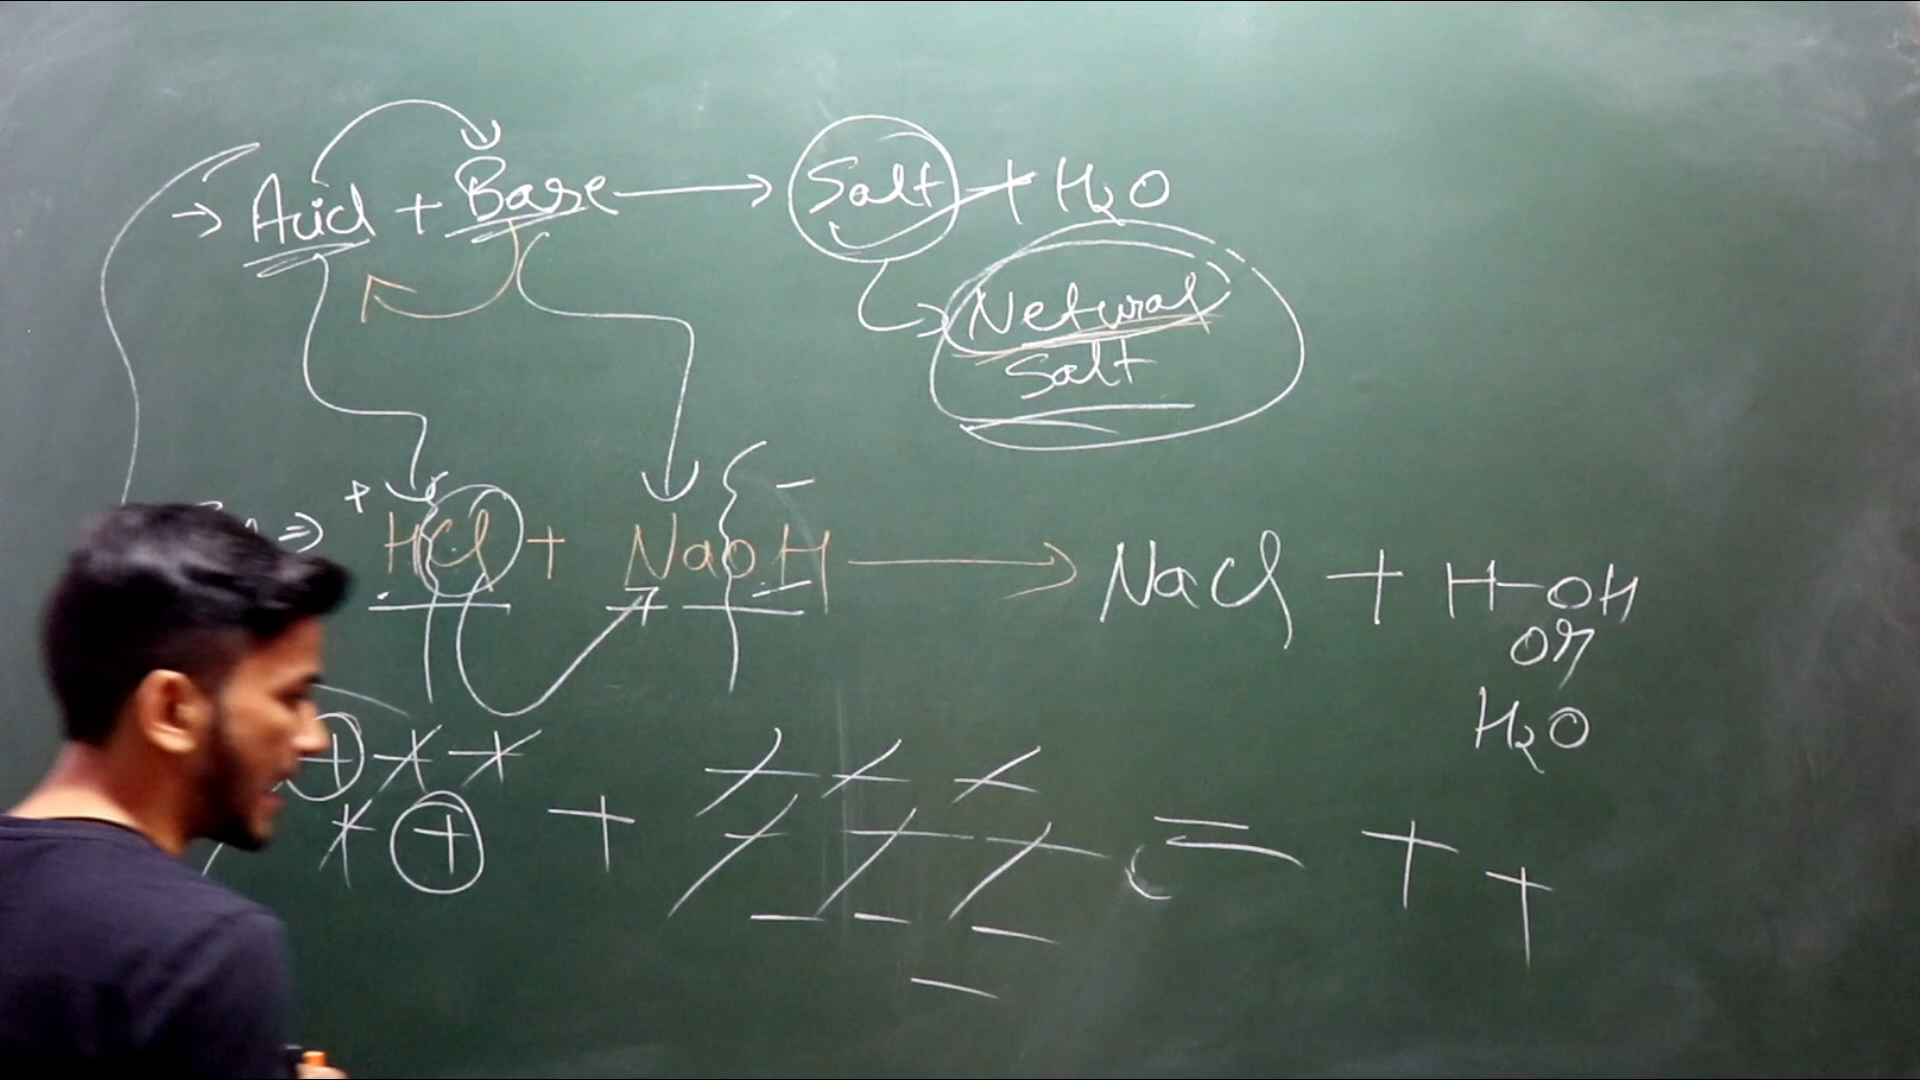 → Acid + Base → Salt + H₂O
Netural
Salt
+ -
⇒ HCl + NaOH → NaCl + H-OH
or
H₂O
+ + +
+ + + + + + + + + = + +
- - -
-